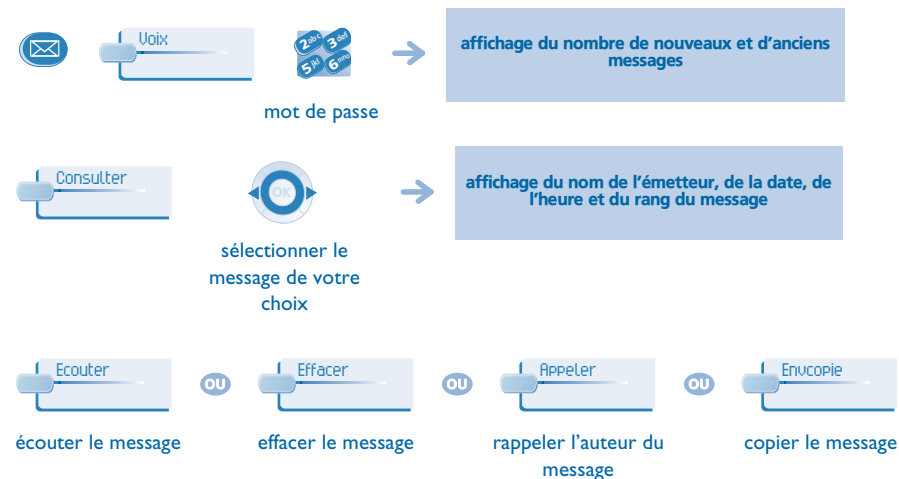 Voix
2abc 3def
5jkl 6mno
affichage du nombre de nouveaux et d'anciens
messages
mot de passe
Consulter
OK
affichage du nom de l'émetteur, de la date, de
l'heure et du rang du message
sélectionner le
message de votre
choix
Ecouter
OU
Effacer
OU
Appeler
OU
Envcopie
écouter le message
effacer le message
rappeler l'auteur du
message
copier le message